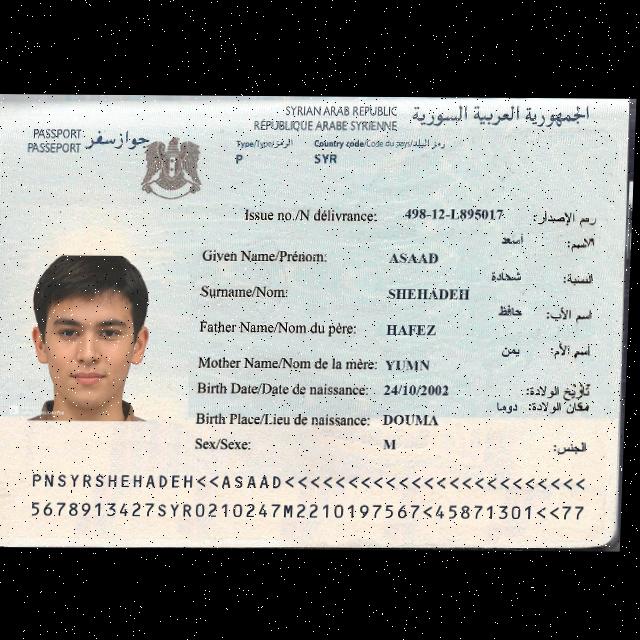 SYRIAN ARAB REPUBLIC الجمهورية العربية السورية
RÉPUBLIQUE ARABE SYRIENNE
PASSPORT جواز سفر
PASSEPORT
Type/Type/الرمز Country code/Code du pays/رمز البلد
P SYR
Issue no./N délivrance: 498-12-L895017 رمم الإصدار:
Given Name/Prénom: ASAAD أسعد الاسم:
Surname/Nom: SHEHADEH شحادة النسبة:
Father Name/Nom du père: HAFEZ حافظ اسم الأب:
Mother Name/Nom de la mère: YUMN يمن اسم الأم:
Birth Date/Date de naissance: 24/10/2002 تاريخ الولادة:
Birth Place/Lieu de naissance: DOUMA مكان الولادة: دوما
Sex/Sexe: M الجنس:
PNSYRSHEHADEH<<ASAAD<<<<<<<<<<<<<<<<<<<<<<<<
5678913427SYR0210247M2210197567<45871301<<77